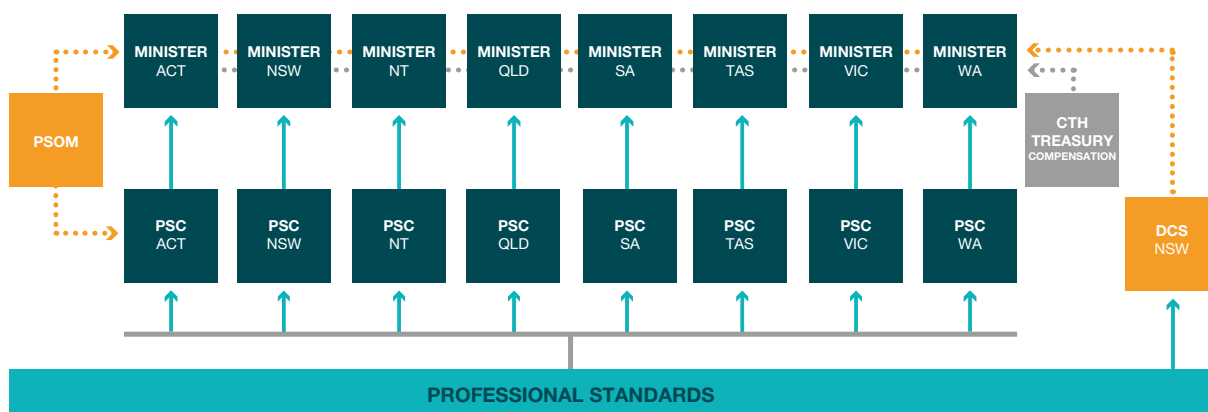 MINISTER
ACT
MINISTER
NSW
MINISTER
NT
MINISTER
QLD
MINISTER
SA
MINISTER
TAS
MINISTER
VIC
MINISTER
WA
PSOM
CTH
TREASURY
COMPENSATION
PSC
ACT
PSC
NSW
PSC
NT
PSC
QLD
PSC
SA
PSC
TAS
PSC
VIC
PSC
WA
DCS
NSW
PROFESSIONAL STANDARDS